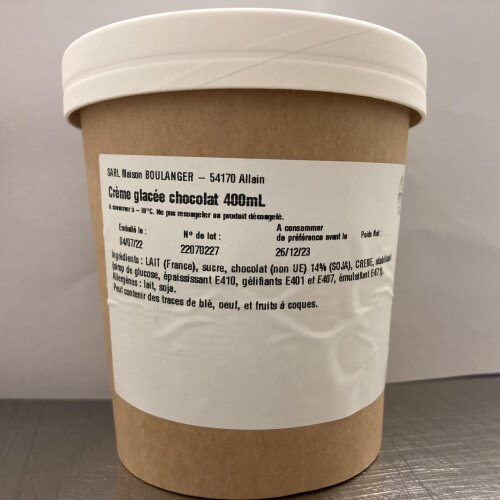 SARL Maison BOULANGER – 54170 Allain
Crème glacée chocolat 400mL
A conserver à – 18°C. Ne pas recongeler un produit décongelé.
Emballé le : N° de lot : A consommer de préférence avant le Poids Net :
04/07/22 22070227 26/12/23
Ingrédients : LAIT (France), sucre, chocolat (non UE) 14% (SOJA), CREME,
sirop de glucose, épaississant E410, gélifiants E401 et E407, émulsifiant E471).
Allergènes : lait, soja.
Peut contenir des traces de blé, oeuf, et fruits à coques.